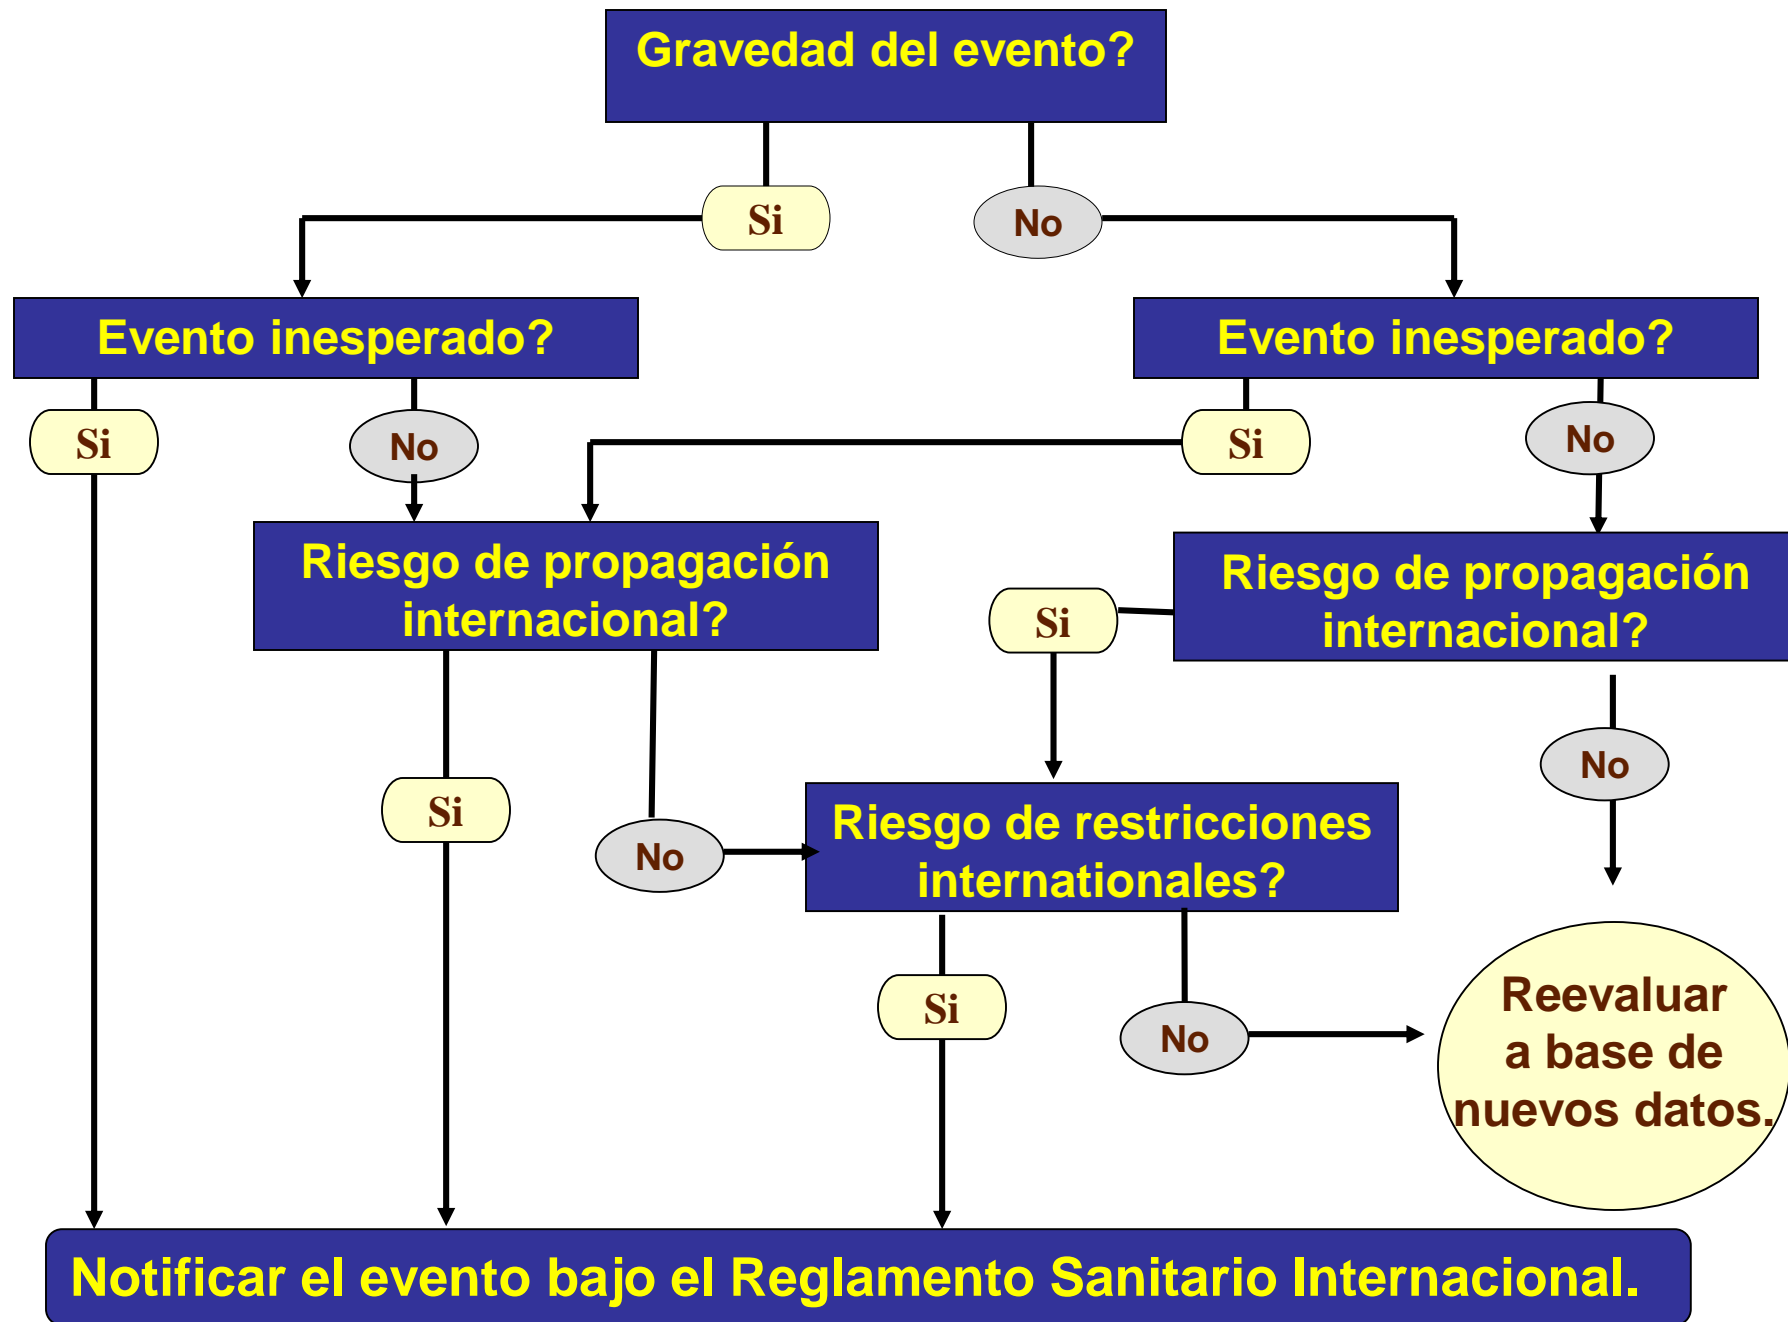 Gravedad del evento?
Si
No
Evento inesperado?
Evento inesperado?
Si
No
Si
No
Riesgo de propagación
internacional?
Riesgo de propagación
internacional?
Si
No
Si
No
Riesgo de restricciones
internationales?
Si
No
Reevaluar
a base de
nuevos datos.
Notificar el evento bajo el Reglamento Sanitario Internacional.